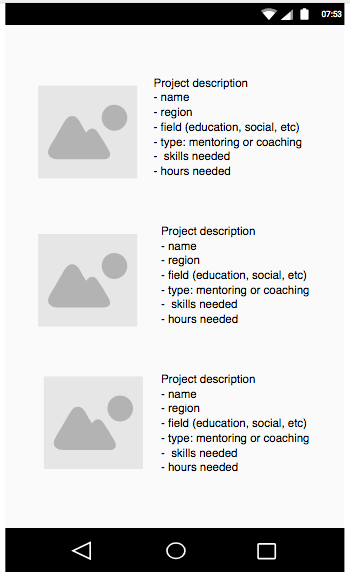 07:53
Project description
- name
- region
- field (education, social, etc)
- type: mentoring or coaching
-  skills needed
- hours needed
Project description
- name
- region
- field (education, social, etc)
- type: mentoring or coaching
-  skills needed
- hours needed
Project description
- name
- region
- field (education, social, etc)
- type: mentoring or coaching
-  skills needed
- hours needed